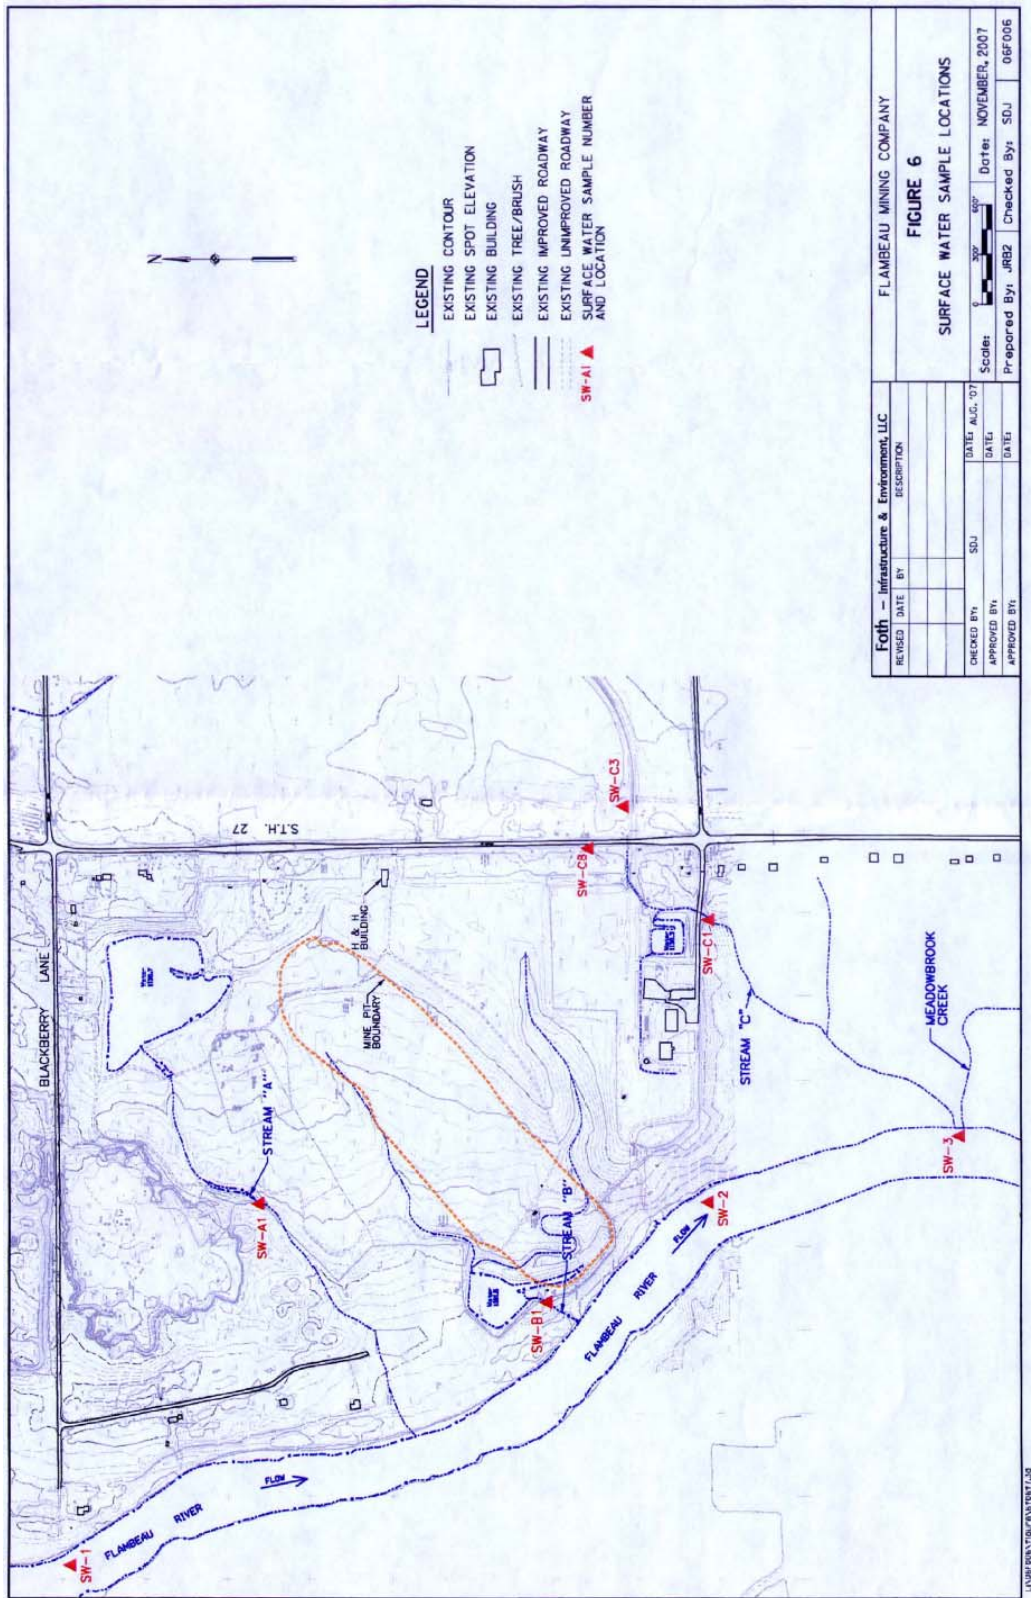 N
LEGEND
EXISTING CONTOUR
EXISTING SPOT ELEVATION
EXISTING BUILDING
EXISTING TREE/BRUSH
EXISTING IMPROVED ROADWAY
EXISTING UNIMPROVED ROADWAY
SW-A1
SURFACE WATER SAMPLE NUMBER
AND LOCATION
BLACKBERRY LANE
S.T.H. 27
H & H
BUILDING
MINE PIT
BOUNDARY
STREAM "A"
SW-A1
STREAM "B"
SW-B1
SW-C8
SW-C3
SW-C1
STREAM "C"
MEADOWBROOK
CREEK
SW-1
FLAMBEAU RIVER
FLOW
FLAMBEAU RIVER
FLOW
SW-2
SW-3
Foth - Infrastructure & Environment, LLC
REVISED DATE BY DESCRIPTION
CHECKED BY: SDJ DATE: AUG. '07
APPROVED BY: DATE:
APPROVED BY: DATE:
FLAMBEAU MINING COMPANY
FIGURE 6
SURFACE WATER SAMPLE LOCATIONS
Scale: 0 300' 600' Date: NOVEMBER, 2007
Prepared By: JRB2 Checked By: SDJ 06F006